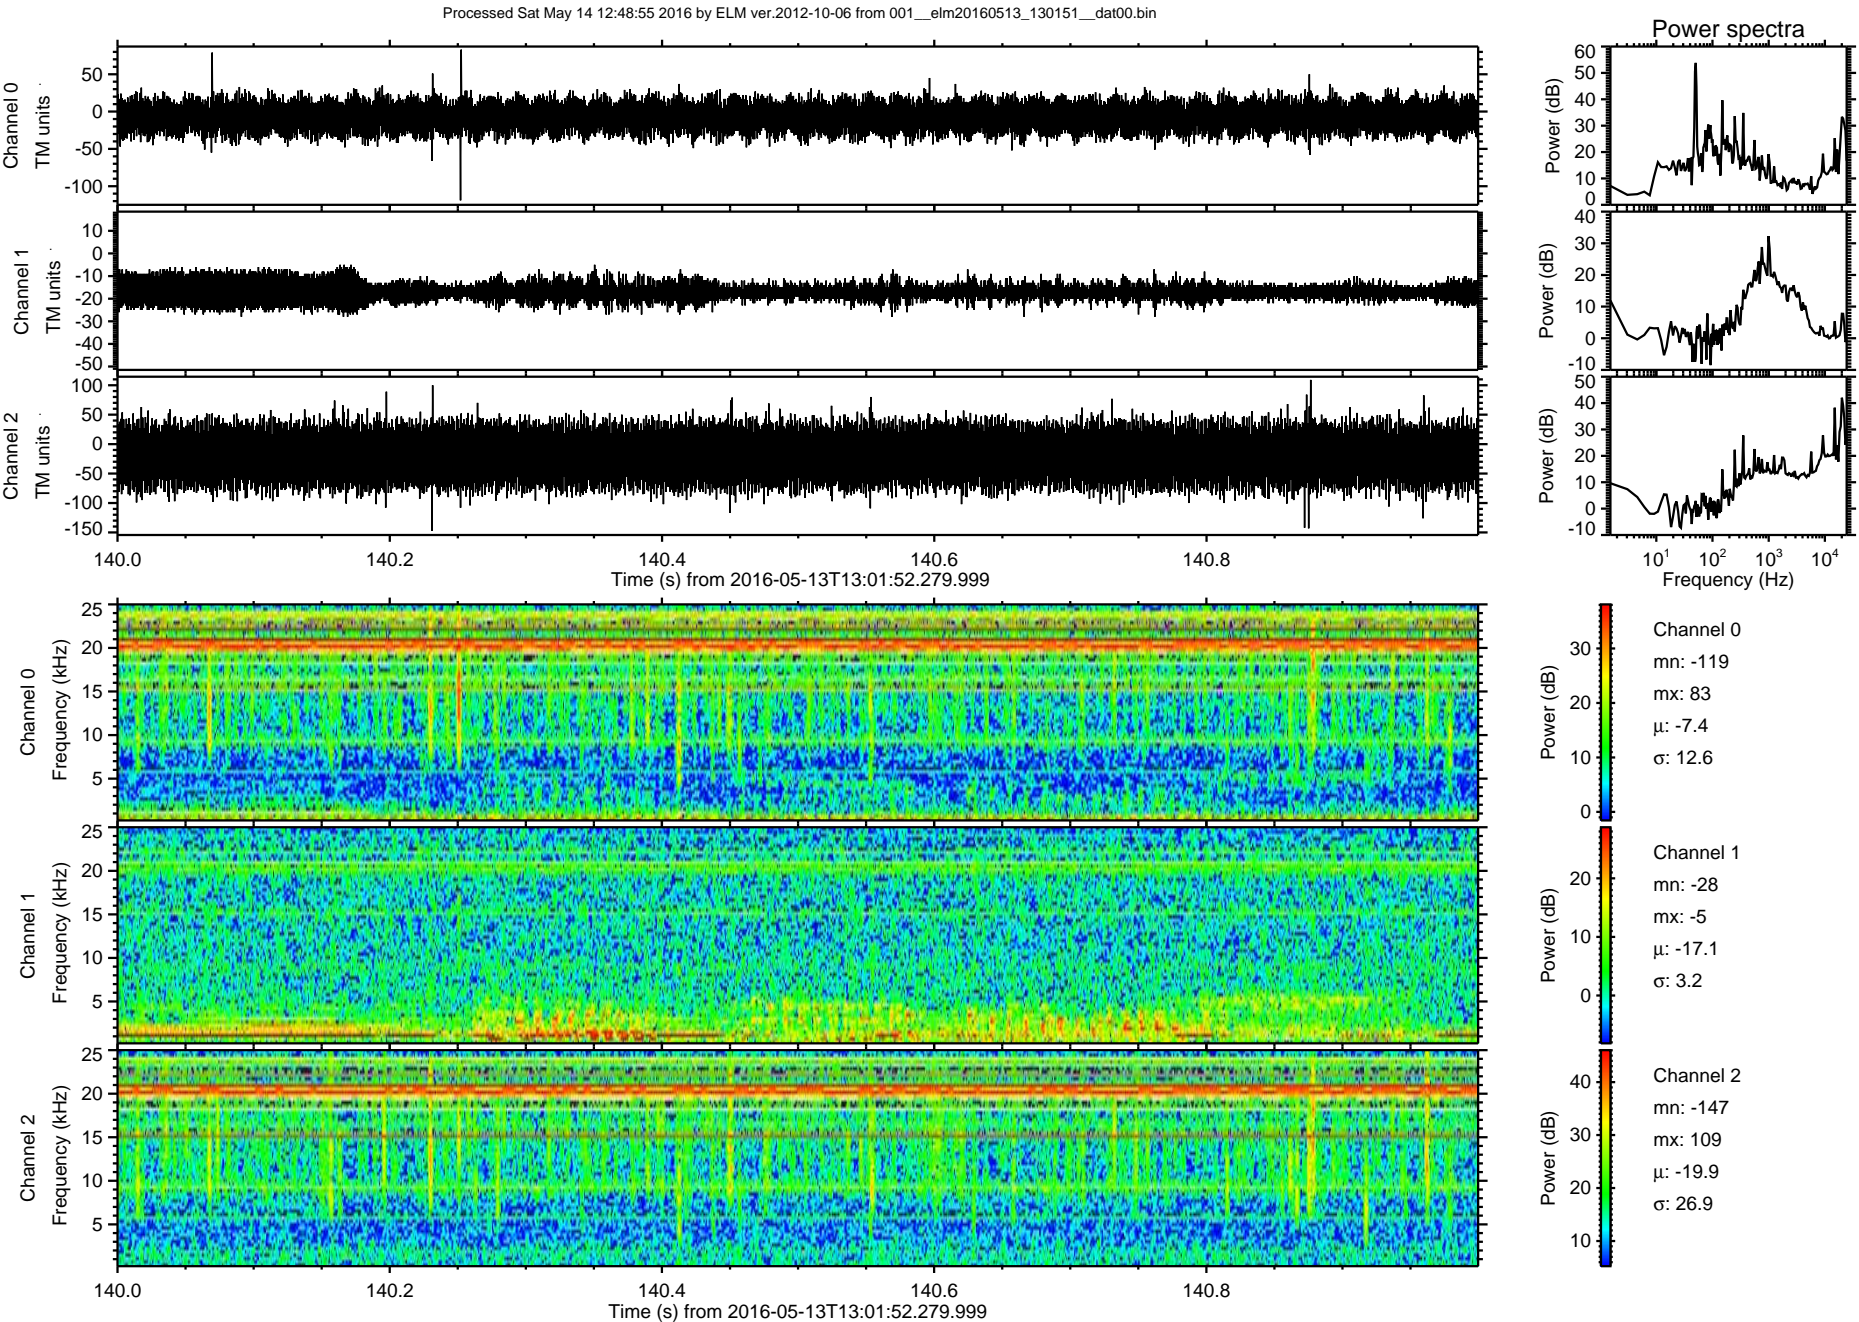 Processed Sat May 14 12:48:55 2016 by ELM ver.2012-10-06 from 001__elm20160513_130151__dat00.bin
Power spectra
Channel 0
TM units
50
0
-50
-100
Power (dB)
60
50
40
30
20
10
0
Channel 1
TM units
10
0
-10
-20
-30
-40
-50
Power (dB)
40
30
20
10
0
-10
Channel 2
TM units
100
50
0
-50
-100
-150
Power (dB)
50
40
30
20
10
0
-10
140.0 140.2 140.4 140.6 140.8
Time (s) from 2016-05-13T13:01:52.279.999
10¹ 10² 10³ 10⁴
Frequency (Hz)
Channel 0
Frequency (kHz)
25
20
15
10
5
Power (dB)
30
20
10
0
Channel 0
mn: -119
mx: 83
μ: -7.4
σ: 12.6
Channel 1
Frequency (kHz)
25
20
15
10
5
Power (dB)
20
10
0
Channel 1
mn: -28
mx: -5
μ: -17.1
σ: 3.2
Channel 2
Frequency (kHz)
25
20
15
10
5
Power (dB)
40
30
20
10
Channel 2
mn: -147
mx: 109
μ: -19.9
σ: 26.9
140.0 140.2 140.4 140.6 140.8
Time (s) from 2016-05-13T13:01:52.279.999